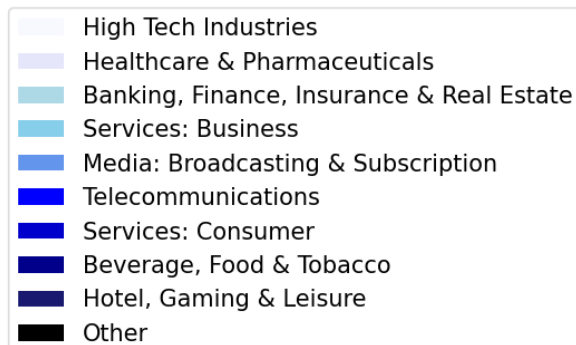 High Tech Industries
Healthcare & Pharmaceuticals
Banking, Finance, Insurance & Real Estate
Services: Business
Media: Broadcasting & Subscription
Telecommunications
Services: Consumer
Beverage, Food & Tobacco
Hotel, Gaming & Leisure
Other